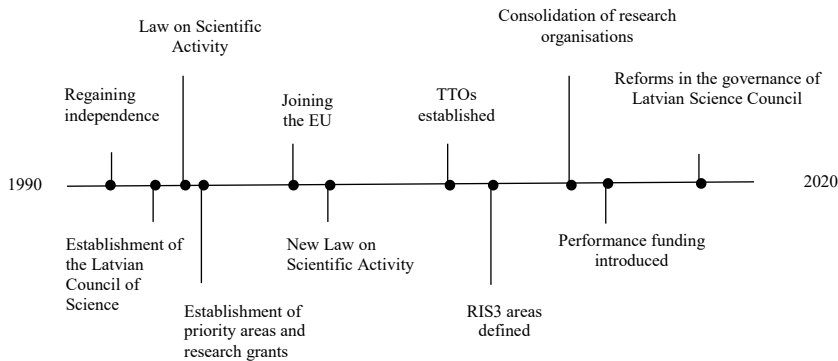 Consolidation of research
organisations
Law on Scientific
Activity
Reforms in the governance of
Latvian Science Council
Regaining
independence
Joining
the EU
TTOs
established
1990
2020
Establishment of
the Latvian
Council of
Science
New Law on
Scientific Activity
Performance funding
introduced
Establishment of
priority areas and
research grants
RIS3 areas
defined